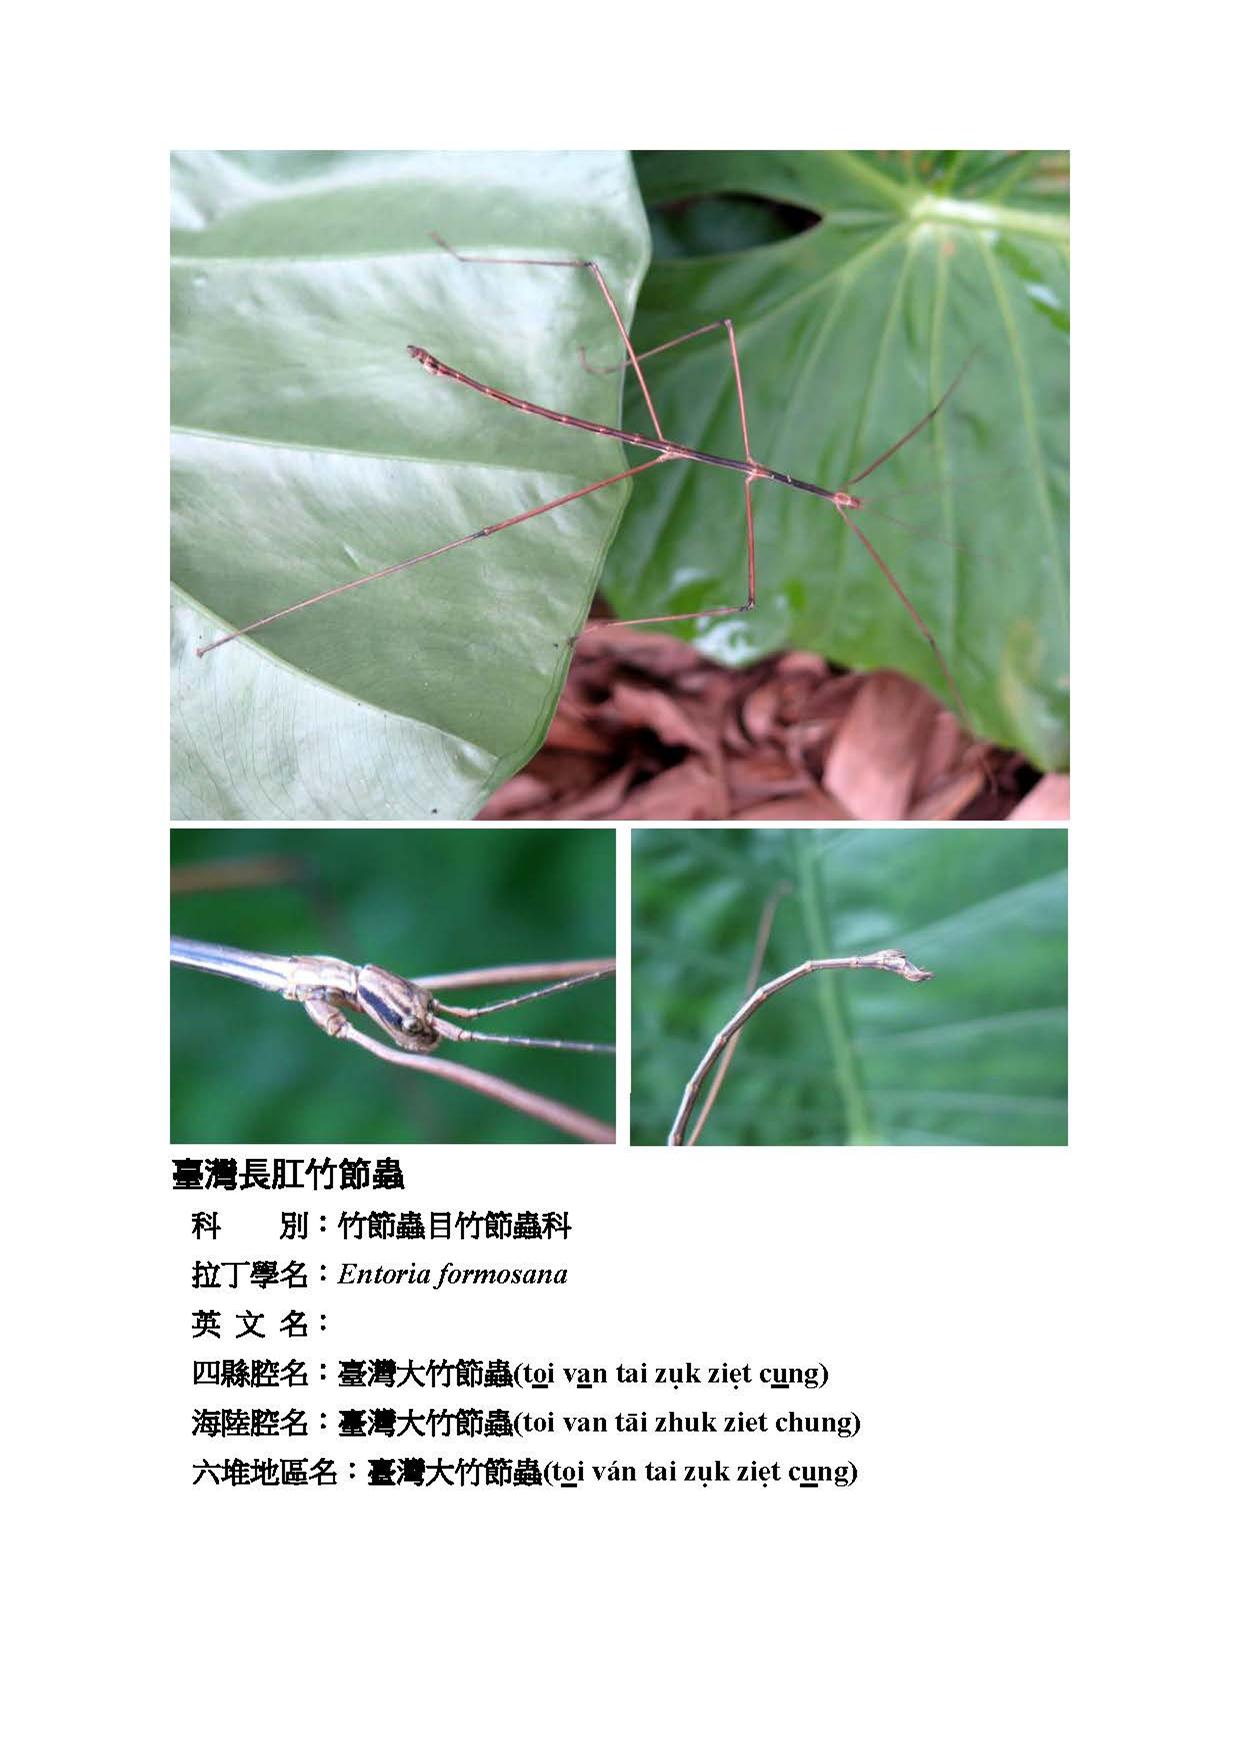 臺灣長肛竹節蟲
科　　別：竹節蟲目竹節蟲科
拉丁學名：Entoria formosana
英 文 名：
四縣腔名：臺灣大竹節蟲(to̲i va̲n tai zụk ziẹt cu̲ng)
海陸腔名：臺灣大竹節蟲(toi van tāi zhuk ziet chung)
六堆地區名：臺灣大竹節蟲(to̲i ván tai zụk ziẹt cu̲ng)